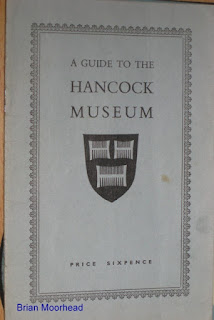 A GUIDE TO THE
HANCOCK
MUSEUM
PRICE SIXPENCE
Brian Moorhead